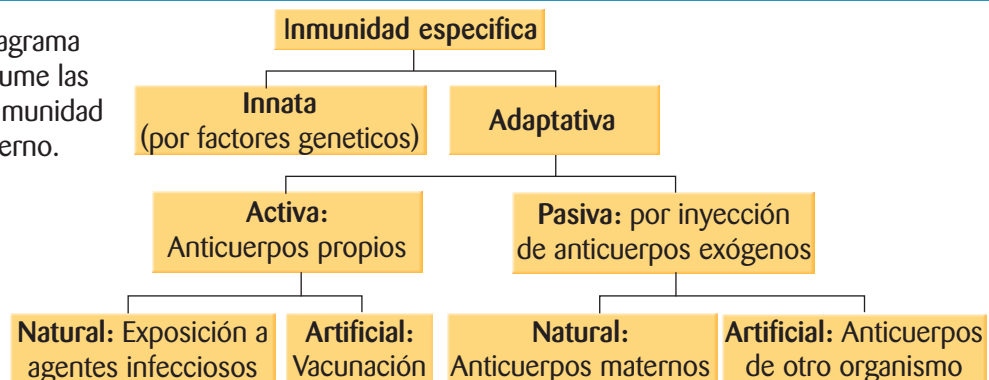 Inmunidad especifica
agrama
ume las
munidad
erno.
Innata
(por factores geneticos)
Adaptativa
Activa:
Anticuerpos propios
Pasiva: por inyección
de anticuerpos exógenos
Natural: Exposición a
agentes infecciosos
Artificial:
Vacunación
Natural:
Anticuerpos maternos
Artificial: Anticuerpos
de otro organismo